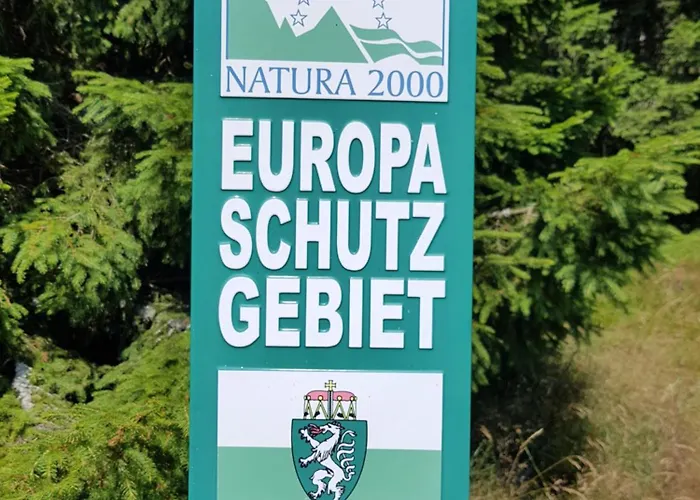 NATURA 2000
EUROPA
SCHUTZ
GEBIET